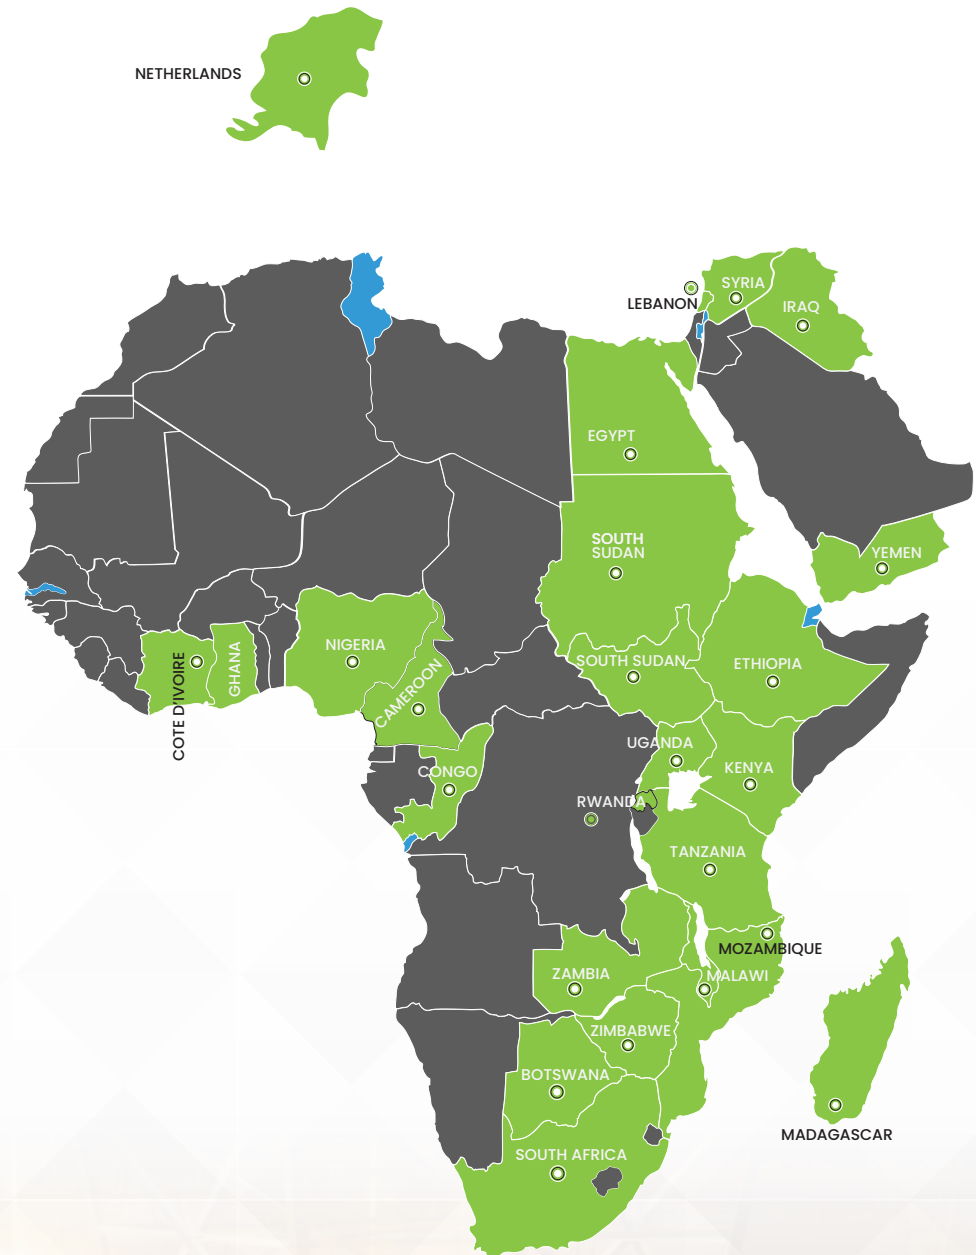 NETHERLANDS
SYRIA
LEBANON
IRAQ
EGYPT
SOUTH
SUDAN
YEMEN
NIGERIA
GHANA
COTE D'IVOIRE
CAMEROON
SOUTH SUDAN
ETHIOPIA
UGANDA
KENYA
CONGO
RWANDA
TANZANIA
MOZAMBIQUE
ZAMBIA
MALAWI
ZIMBABWE
BOTSWANA
MADAGASCAR
SOUTH AFRICA